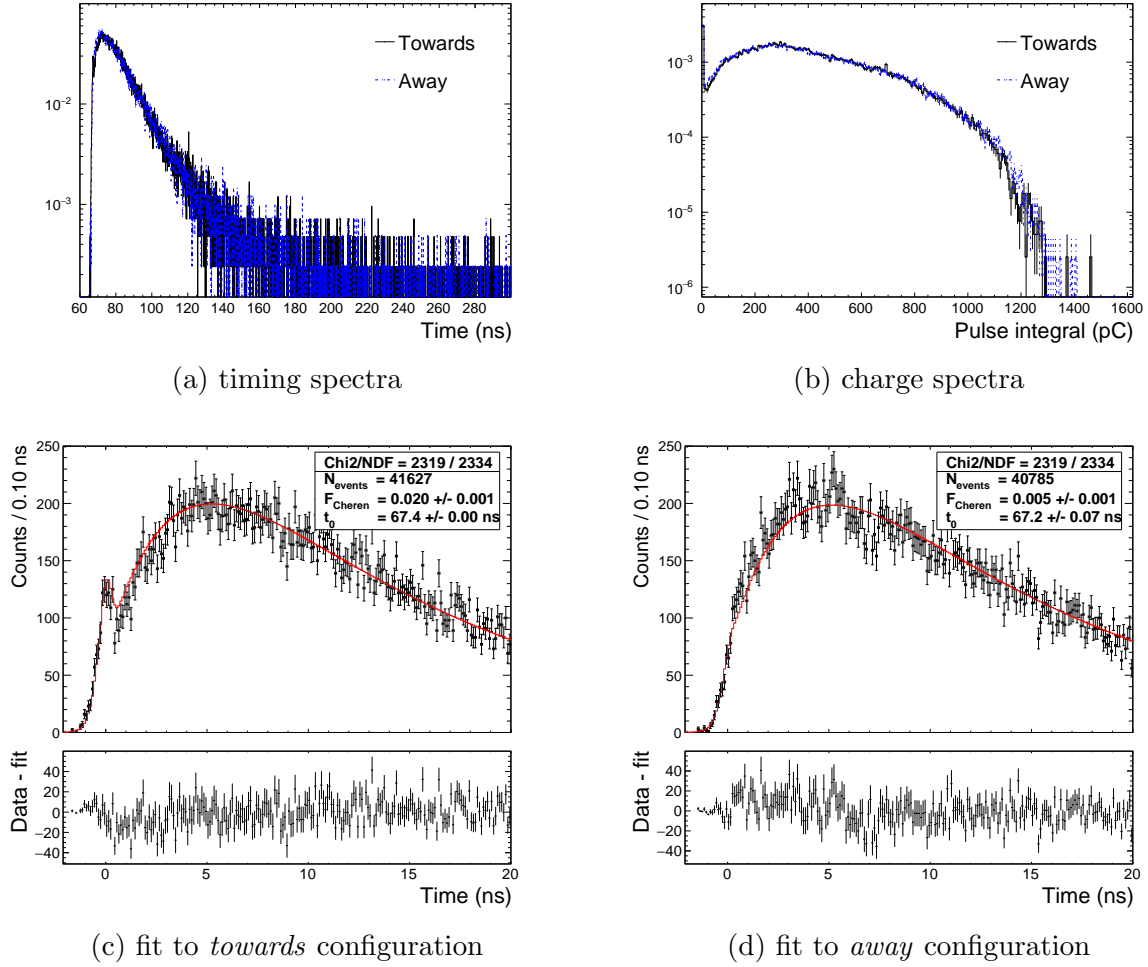 Towards
Away
10⁻²
10⁻³
60 80 100 120 140 160 180 200 220 240 260 280
Time (ns)
(a) timing spectra
Towards
Away
10⁻³
10⁻⁴
10⁻⁵
10⁻⁶
0 200 400 600 800 1000 1200 1400 1600
Pulse integral (pC)
(b) charge spectra
Counts / 0.10 ns
250
200
150
100
50
0
Chi2/NDF = 2319 / 2334
N_events = 41627
F_Cheren = 0.020 +/- 0.001
t_0 = 67.4 +/- 0.00 ns
Data - fit
40
20
0
−20
−40
0 5 10 15 20
Time (ns)
(c) fit to towards configuration
Counts / 0.10 ns
250
200
150
100
50
0
Chi2/NDF = 2319 / 2334
N_events = 40785
F_Cheren = 0.005 +/- 0.001
t_0 = 67.2 +/- 0.07 ns
Data - fit
40
20
0
−20
−40
0 5 10 15 20
Time (ns)
(d) fit to away configuration